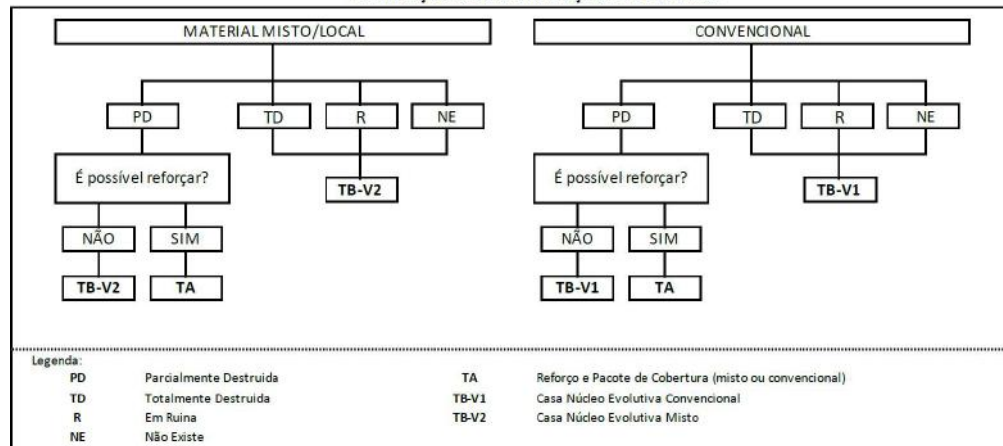 MATERIAL MISTO/LOCAL
PD TD R NE
É possível reforçar?
TB-V2
NÃO SIM
TB-V2 TA
CONVENCIONAL
PD TD R NE
É possível reforçar?
TB-V1
NÃO SIM
TB-V1 TA
Legenda:
PD Parcialmente Destruida
TD Totalmente Destruida
R Em Ruina
NE Não Existe
TA Reforço e Pacote de Cobertura (misto ou convencional)
TB-V1 Casa Núcleo Evolutiva Convencional
TB-V2 Casa Núcleo Evolutiva Misto